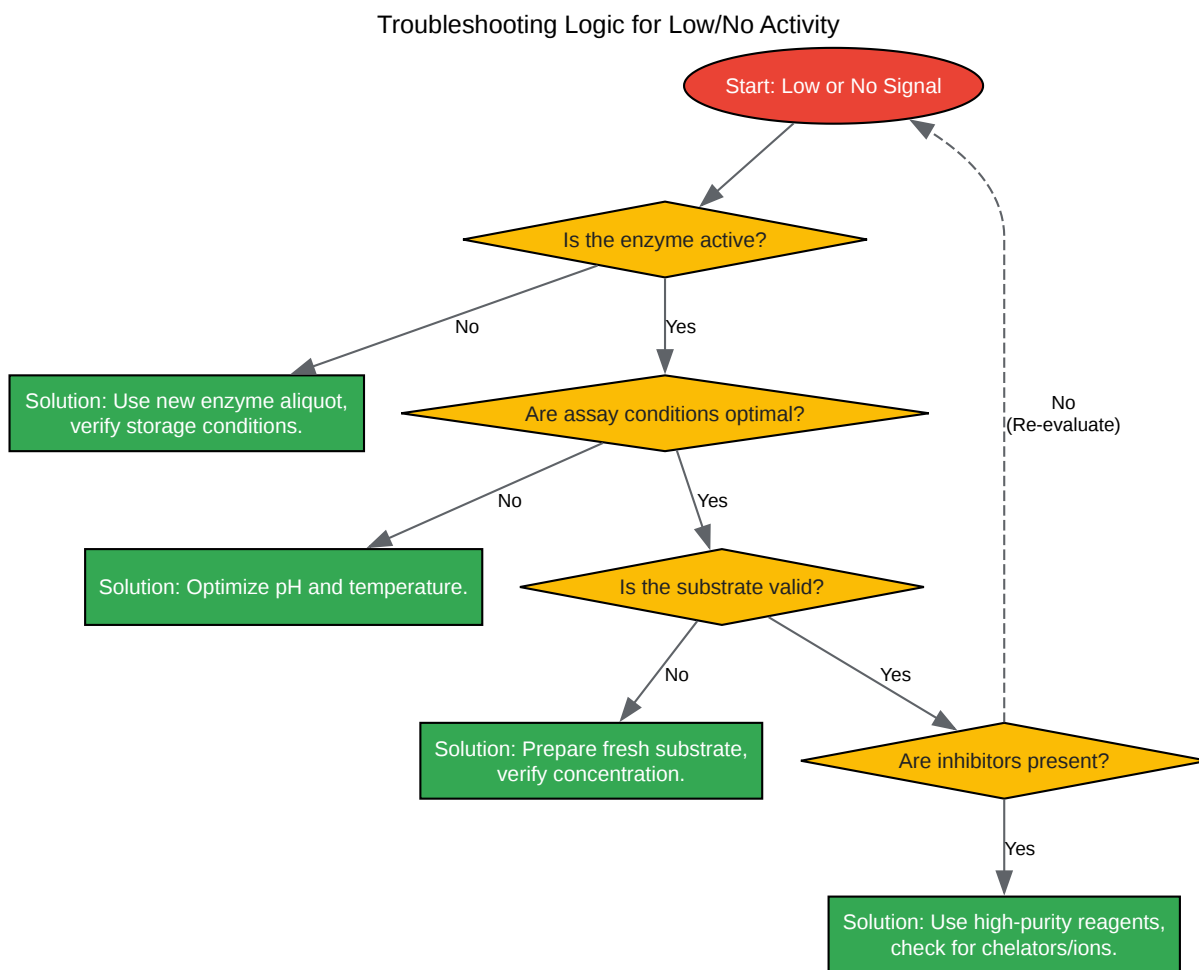 Troubleshooting Logic for Low/No Activity
Start: Low or No Signal
Is the enzyme active?
No
Yes
Solution: Use new enzyme aliquot,
verify storage conditions.
Are assay conditions optimal?
No
(Re-evaluate)
No
Yes
Solution: Optimize pH and temperature.
Is the substrate valid?
No
Yes
Solution: Prepare fresh substrate,
verify concentration.
Are inhibitors present?
Yes
Solution: Use high-purity reagents,
check for chelators/ions.